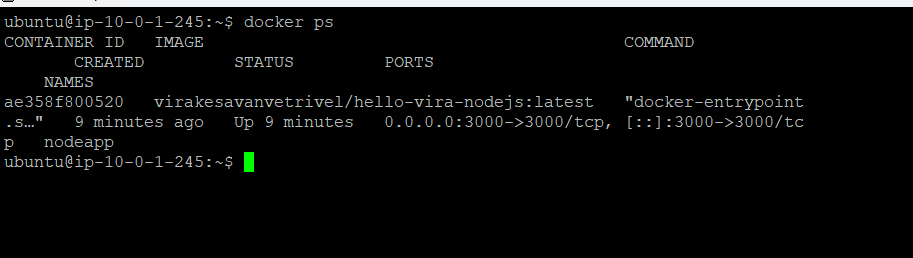 ubuntu@ip-10-0-1-245:~$ docker ps
CONTAINER ID   IMAGE                                          COMMAND
       CREATED         STATUS         PORTS
    NAMES
ae358f800520   virakesavanvetrivel/hello-vira-nodejs:latest   "docker-entrypoint
.s…"   9 minutes ago   Up 9 minutes   0.0.0.0:3000->3000/tcp, [::]:3000->3000/tc
p   nodeapp
ubuntu@ip-10-0-1-245:~$